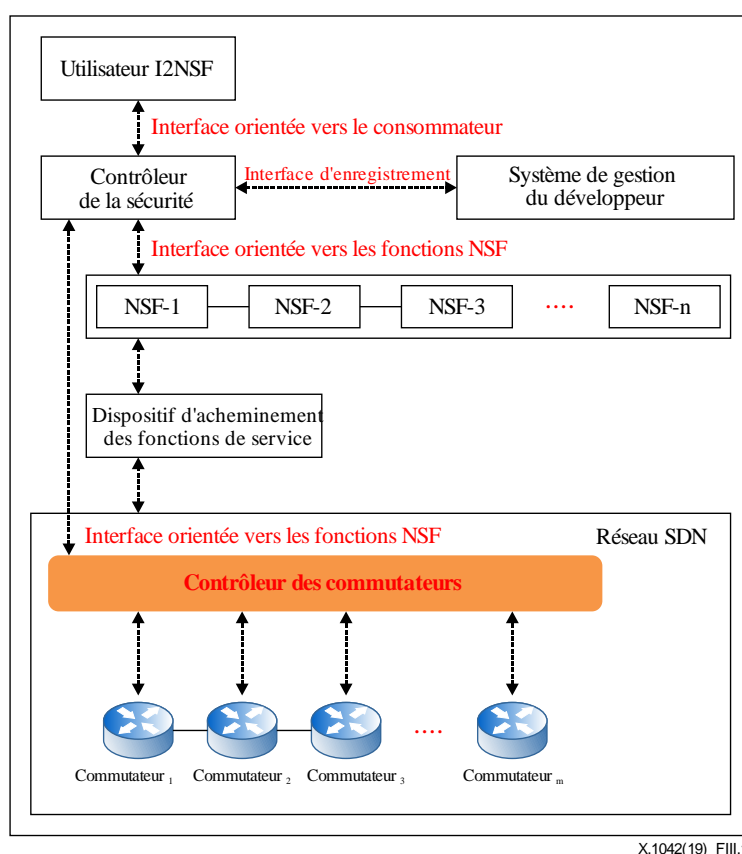 Utilisateur I2NSF
Interface orientée vers le consommateur
Contrôleur
de la sécurité
Interface d'enregistrement
Système de gestion
du développeur
Interface orientée vers les fonctions NSF
NSF-1
NSF-2
NSF-3
....
NSF-n
Dispositif d'acheminement
des fonctions de service
Interface orientée vers les fonctions NSF
Réseau SDN
Contrôleur des commutateurs
....
Commutateur 1
Commutateur 2
Commutateur 3
Commutateur m
X.1042(19)_FIII.